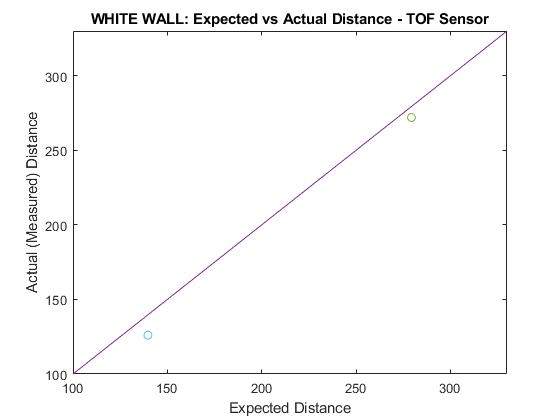 WHITE WALL: Expected vs Actual Distance - TOF Sensor
Actual (Measured) Distance
300
250
200
150
100
100 150 200 250 300
Expected Distance